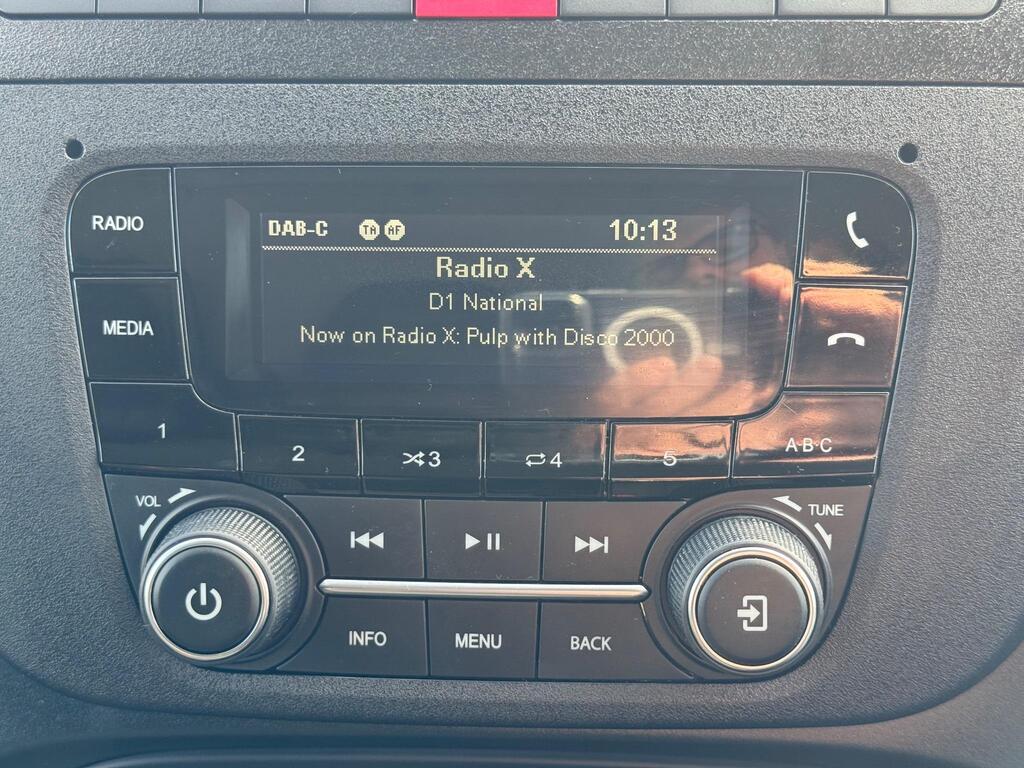 DAB-C TA AF 10:13
Radio X
D1 National
Now on Radio X: Pulp with Disco 2000
RADIO
MEDIA
1
2
3
4
5
A·B·C
VOL
TUNE
INFO
MENU
BACK